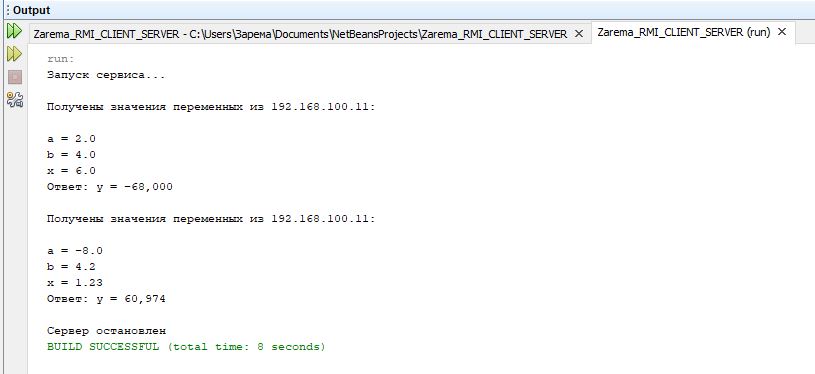 Output
Zarema_RMI_CLIENT_SERVER - C:\Users\Зарема\Documents\NetBeansProjects\Zarema_RMI_CLIENT_SERVER
Zarema_RMI_CLIENT_SERVER (run)
run:
Запуск сервиса...
Получены значения переменных из 192.168.100.11:
a = 2.0
b = 4.0
x = 6.0
Ответ: y = -68,000
Получены значения переменных из 192.168.100.11:
a = -8.0
b = 4.2
x = 1.23
Ответ: y = 60,974
Сервер остановлен
BUILD SUCCESSFUL (total time: 8 seconds)